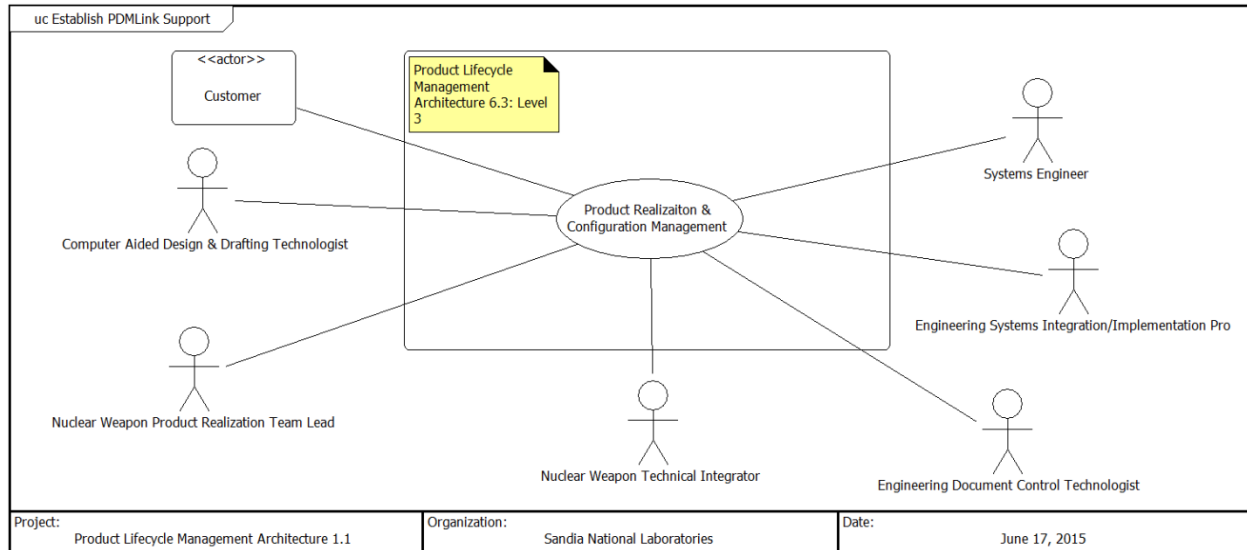 uc Establish PDMLink Support
<<actor>>
Customer
Product Lifecycle
Management
Architecture 6.3: Level
3
Systems Engineer
Computer Aided Design & Drafting Technologist
Product Realizaiton &
Configuration Management
Engineering Systems Integration/Implementation Pro
Nuclear Weapon Product Realization Team Lead
Nuclear Weapon Technical Integrator
Engineering Document Control Technologist
Project:
Product Lifecycle Management Architecture 1.1
Organization:
Sandia National Laboratories
Date:
June 17, 2015